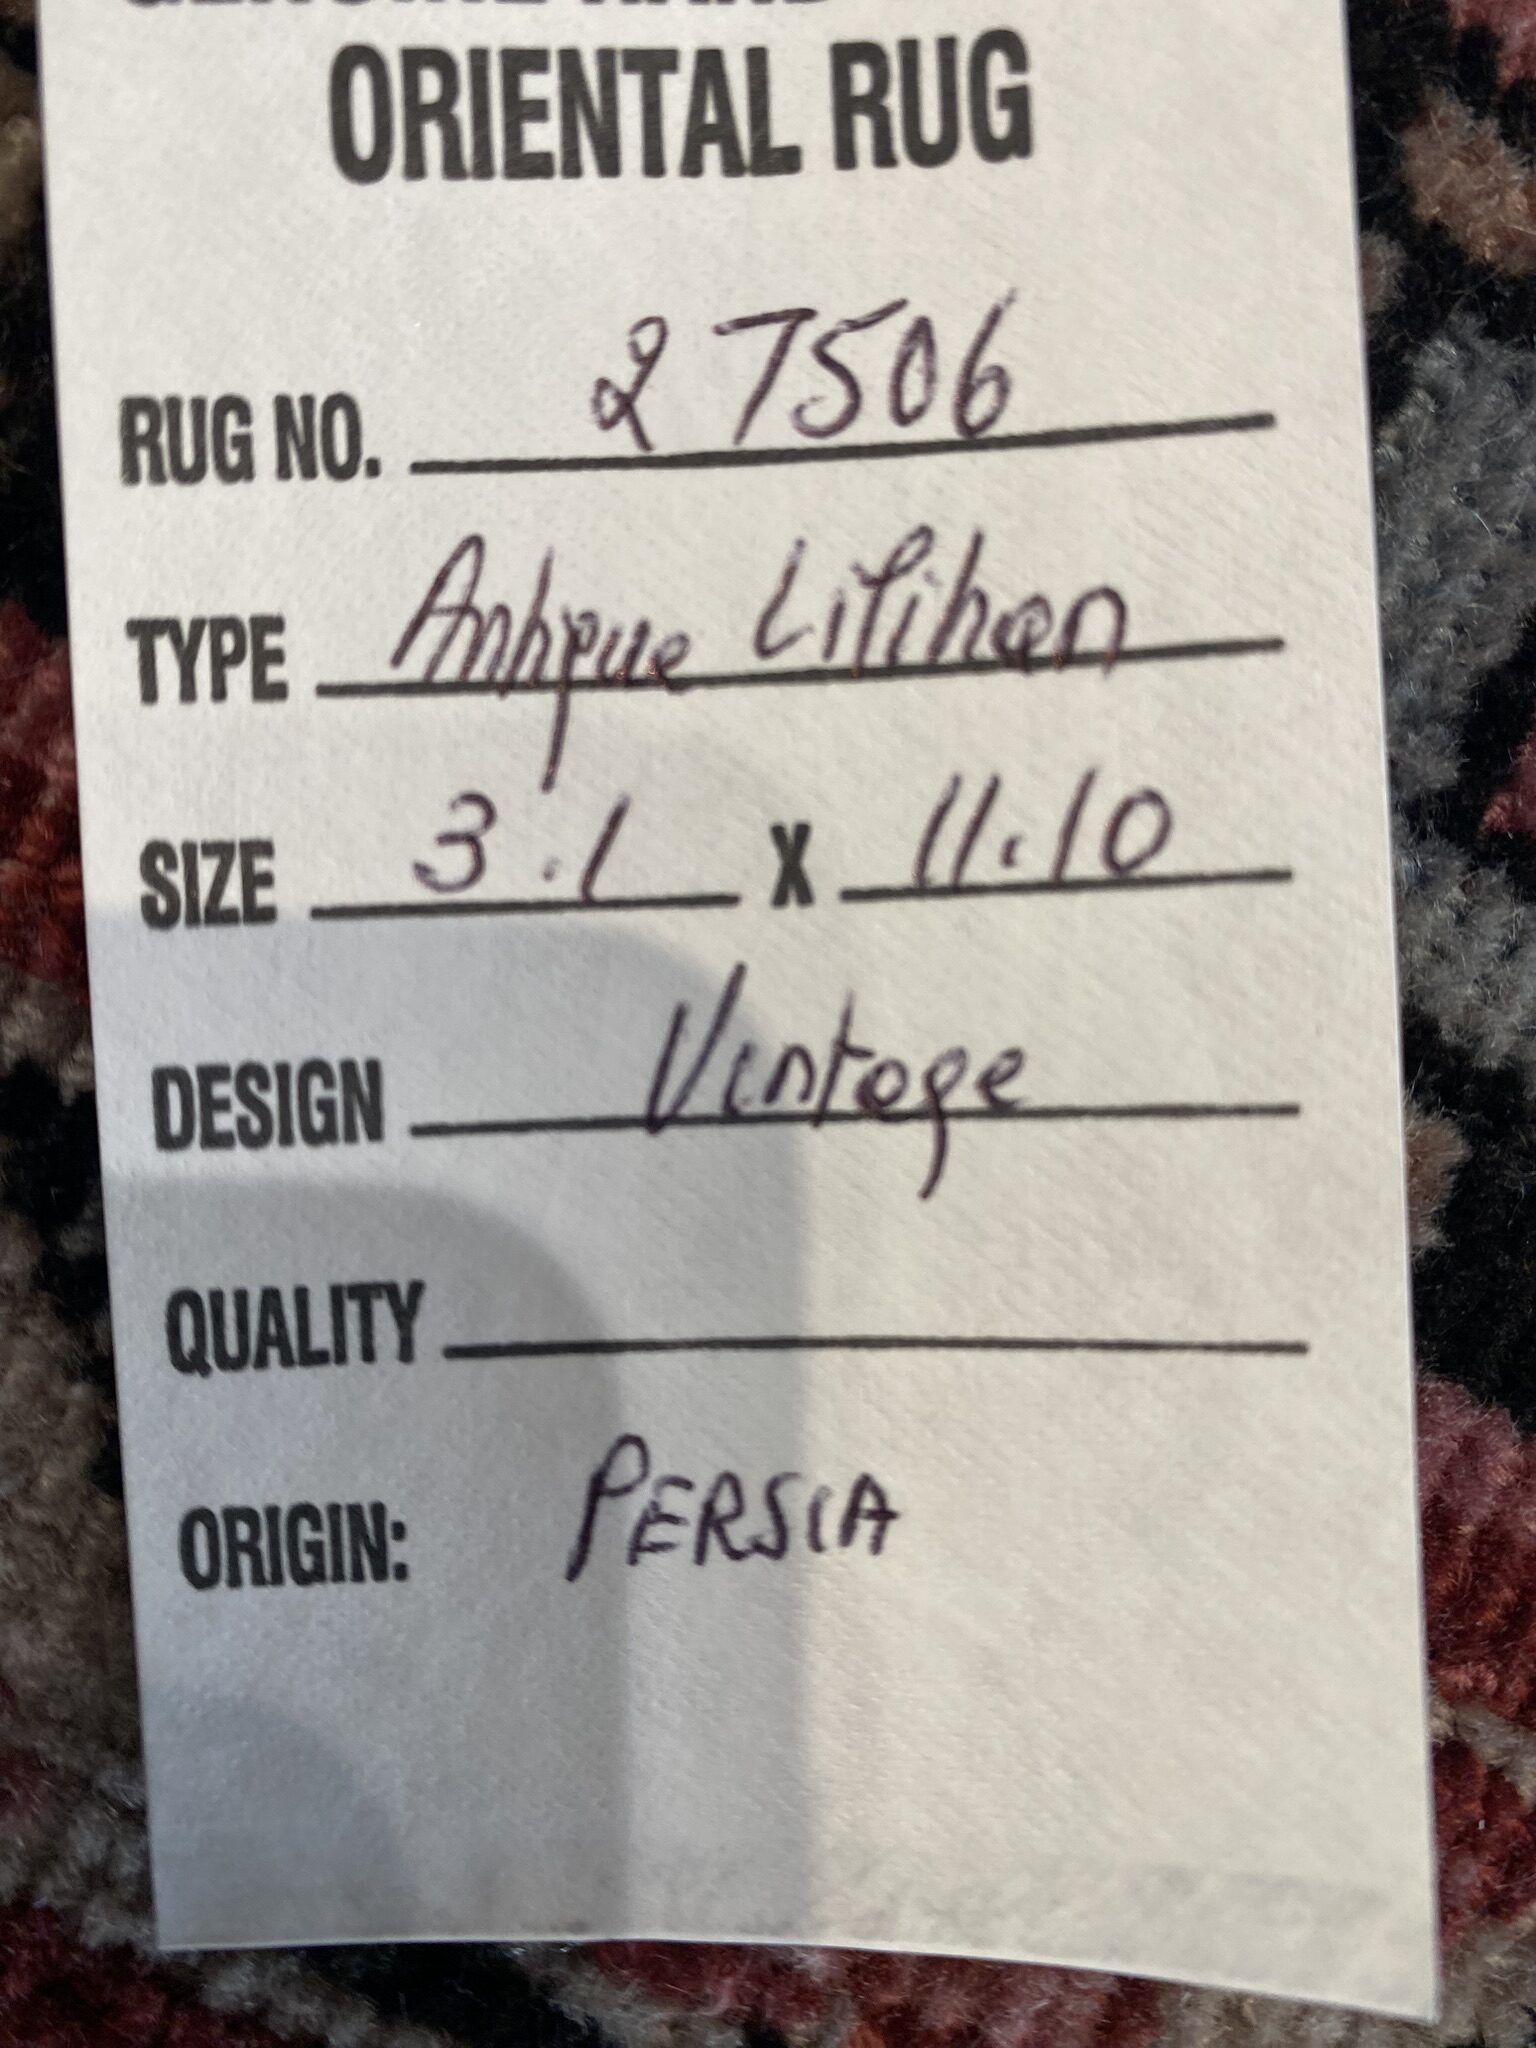 ORIENTAL RUG
RUG NO. 27506
TYPE Antique Lilihan
SIZE 3.1 X 11.10
DESIGN Vintage
QUALITY
ORIGIN: PERSIA